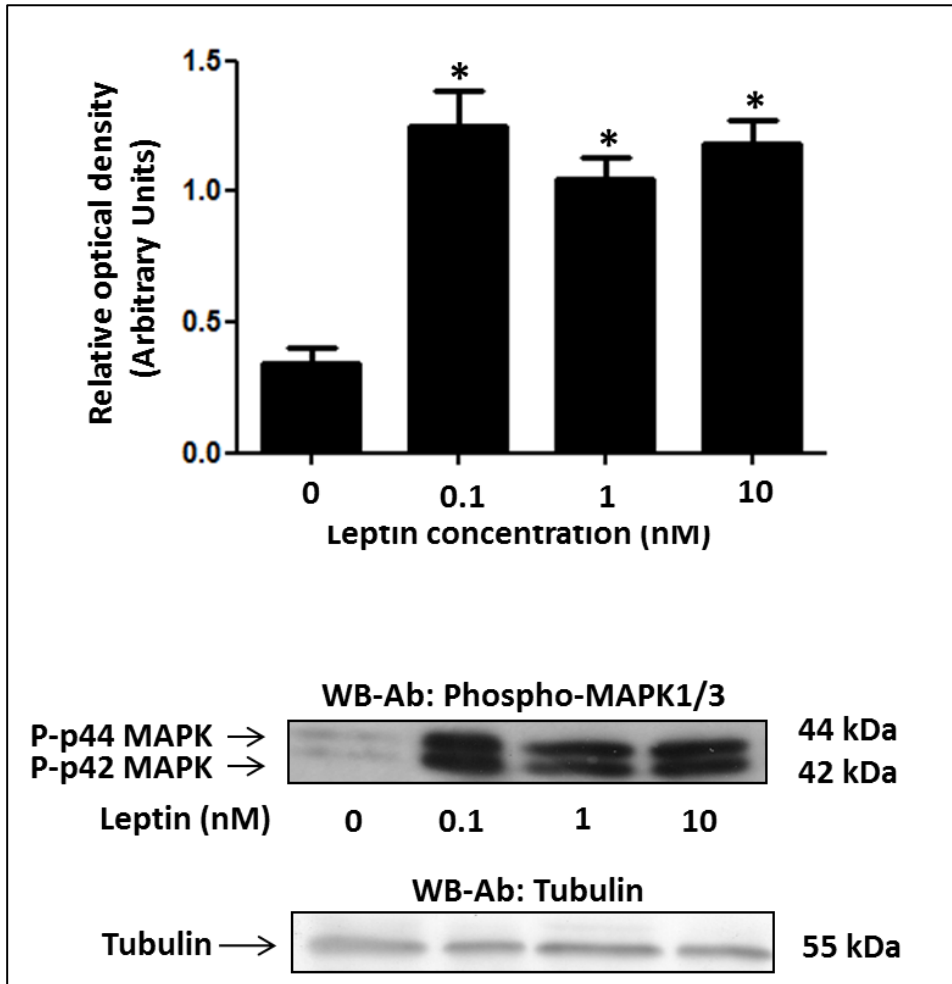 Relative optical density
(Arbitrary Units)
1.5
1.0
0.5
0.0
* * *
0 0.1 1 10
Leptin concentration (nM)
WB-Ab: Phospho-MAPK1/3
P-p44 MAPK → 44 kDa
P-p42 MAPK → 42 kDa
Leptin (nM) 0 0.1 1 10
WB-Ab: Tubulin
Tubulin → 55 kDa